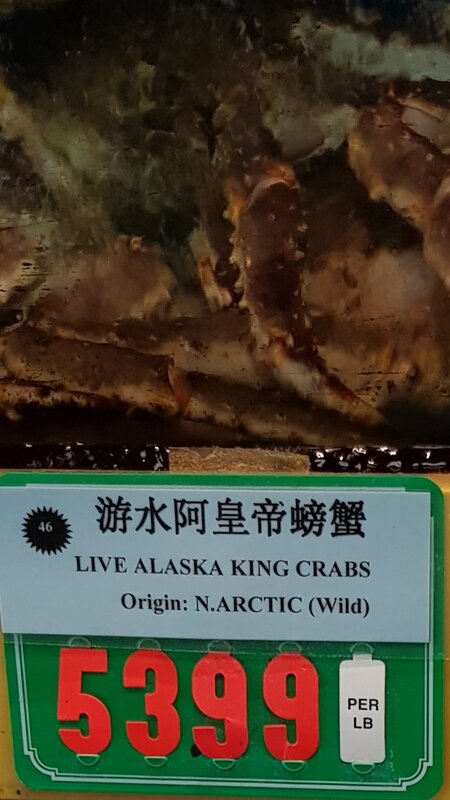 46
游水阿皇帝螃蟹
LIVE ALASKA KING CRABS
Origin: N.ARCTIC (Wild)
5399
PER
LB